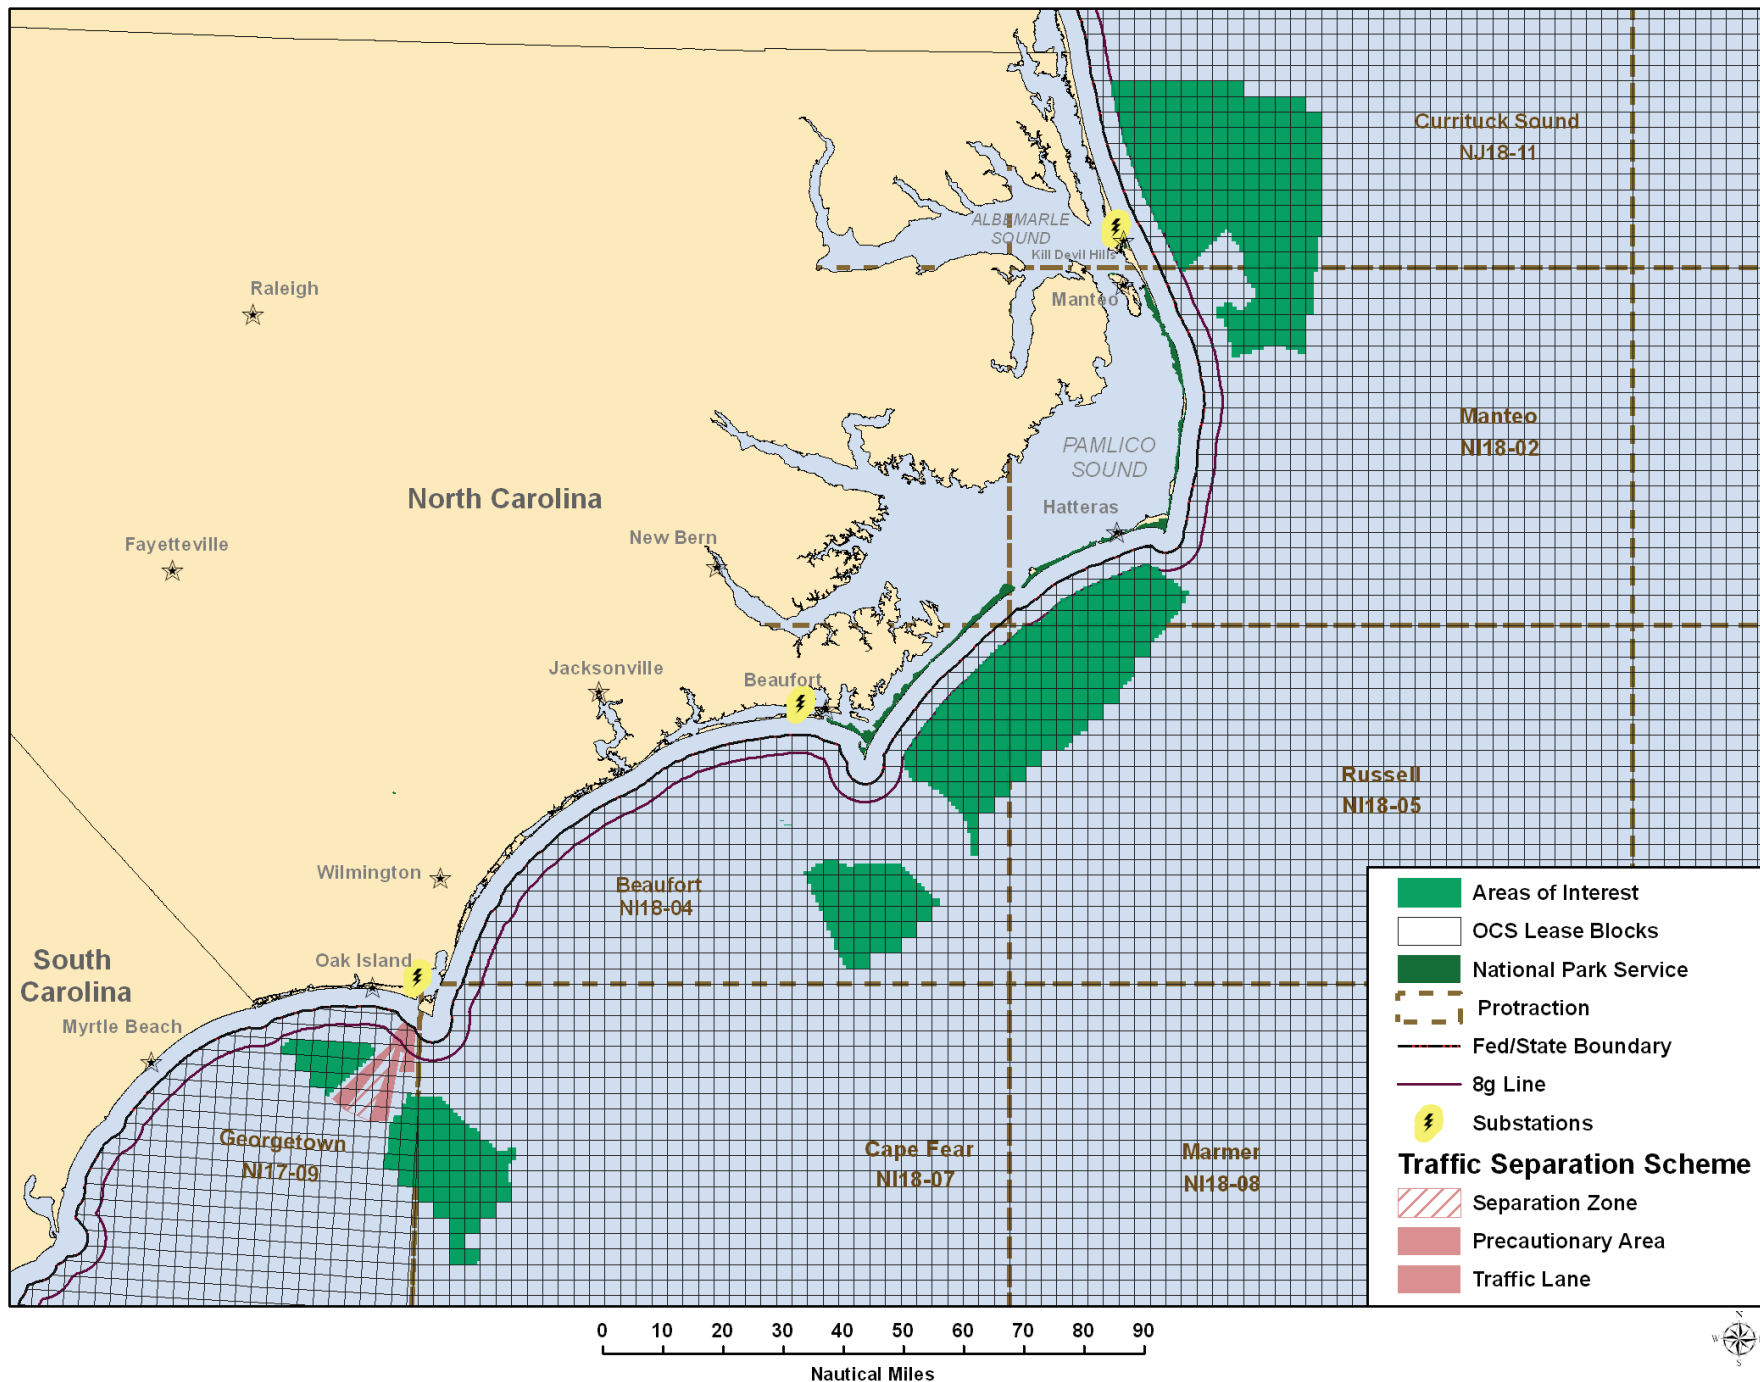 Currituck Sound
NJ18-11
ALBEMARLE
SOUND
Kill Devil Hills
Raleigh
Manteo
Manteo
NI18-02
PAMLICO
SOUND
North Carolina
Hatteras
New Bern
Fayetteville
Jacksonville
Beaufort
Russell
NI18-05
Wilmington
Beaufort
NI18-04
South
Carolina
Oak Island
Myrtle Beach
Georgetown
NI17-09
Cape Fear
NI18-07
Marmer
NI18-08
Areas of Interest
OCS Lease Blocks
National Park Service
Protraction
Fed/State Boundary
8g Line
Substations
Traffic Separation Scheme
Separation Zone
Precautionary Area
Traffic Lane
0 10 20 30 40 50 60 70 80 90
Nautical Miles
N
W
S